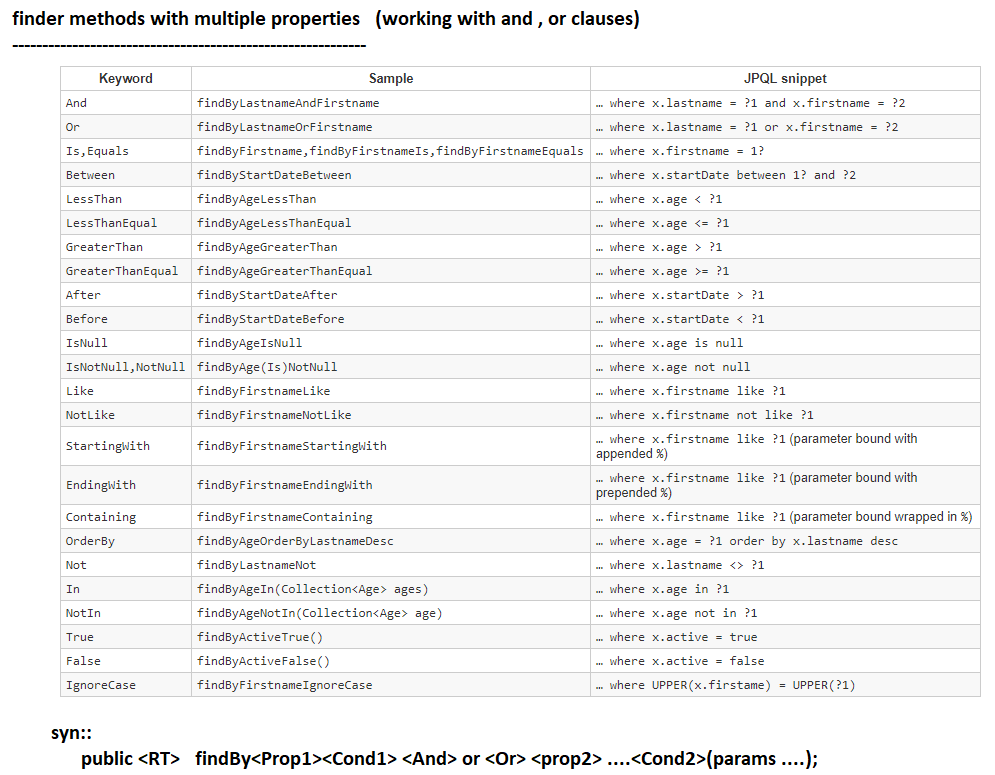 finder methods with multiple properties (working with and , or clauses)
-----------------------------------------------------------
Keyword Sample JPQL snippet
And findByLastnameAndFirstname … where x.lastname = ?1 and x.firstname = ?2
Or findByLastnameOrFirstname … where x.lastname = ?1 or x.firstname = ?2
Is,Equals findByFirstname,findByFirstnameIs,findByFirstnameEquals … where x.firstname = 1?
Between findByStartDateBetween … where x.startDate between 1? and ?2
LessThan findByAgeLessThan … where x.age < ?1
LessThanEqual findByAgeLessThanEqual … where x.age <= ?1
GreaterThan findByAgeGreaterThan … where x.age > ?1
GreaterThanEqual findByAgeGreaterThanEqual … where x.age >= ?1
After findByStartDateAfter … where x.startDate > ?1
Before findByStartDateBefore … where x.startDate < ?1
IsNull findByAgeIsNull … where x.age is null
IsNotNull,NotNull findByAge(Is)NotNull … where x.age not null
Like findByFirstnameLike … where x.firstname like ?1
NotLike findByFirstnameNotLike … where x.firstname not like ?1
StartingWith findByFirstnameStartingWith … where x.firstname like ?1 (parameter bound with
appended %)
EndingWith findByFirstnameEndingWith … where x.firstname like ?1 (parameter bound with
prepended %)
Containing findByFirstnameContaining … where x.firstname like ?1 (parameter bound wrapped in %)
OrderBy findByAgeOrderByLastnameDesc … where x.age = ?1 order by x.lastname desc
Not findByLastnameNot … where x.lastname <> ?1
In findByAgeIn(Collection<Age> ages) … where x.age in ?1
NotIn findByAgeNotIn(Collection<Age> age) … where x.age not in ?1
True findByActiveTrue() … where x.active = true
False findByActiveFalse() … where x.active = false
IgnoreCase findByFirstnameIgnoreCase … where UPPER(x.firstame) = UPPER(?1)
syn::
public <RT> findBy<Prop1><Cond1> <And> or <Or> <prop2> ....<Cond2>(params ....);